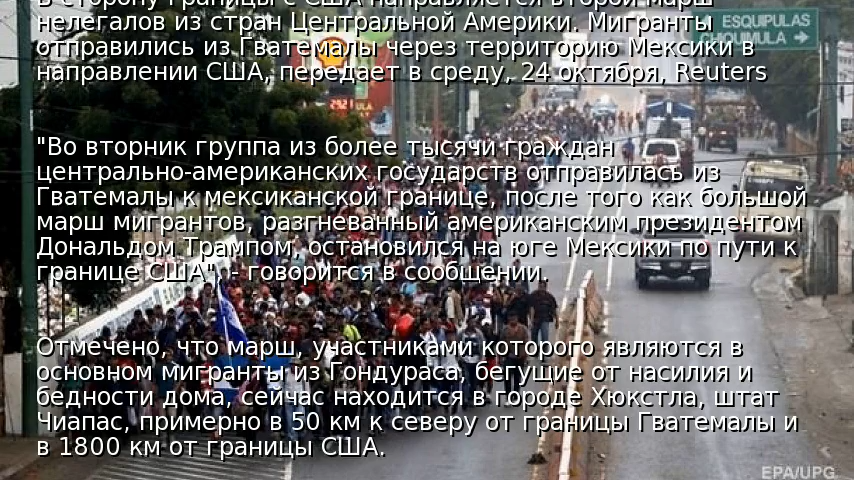 В сторону границы с США направляется второй марш
нелегалов из стран Центральной Америки. Мигранты
отправились из Гватемалы через территорию Мексики в
направлении США, передает в среду, 24 октября, Reuters
"Во вторник группа из более тысячи граждан
центрально-американских государств отправилась из
Гватемалы к мексиканской границе, после того как большой
марш мигрантов, разгневанный американским президентом
Дональдом Трампом, остановился на юге Мексики по пути к
границе США", - говорится в сообщении.
Отмечено, что марш, участниками которого являются в
основном мигранты из Гондураса, бегущие от насилия и
бедности дома, сейчас находится в городе Хюкстла, штат
Чиапас, примерно в 50 км к северу от границы Гватемалы и
в 1800 км от границы США.
ESQUIPULAS
CHIQUIMULA
EPA/UPG